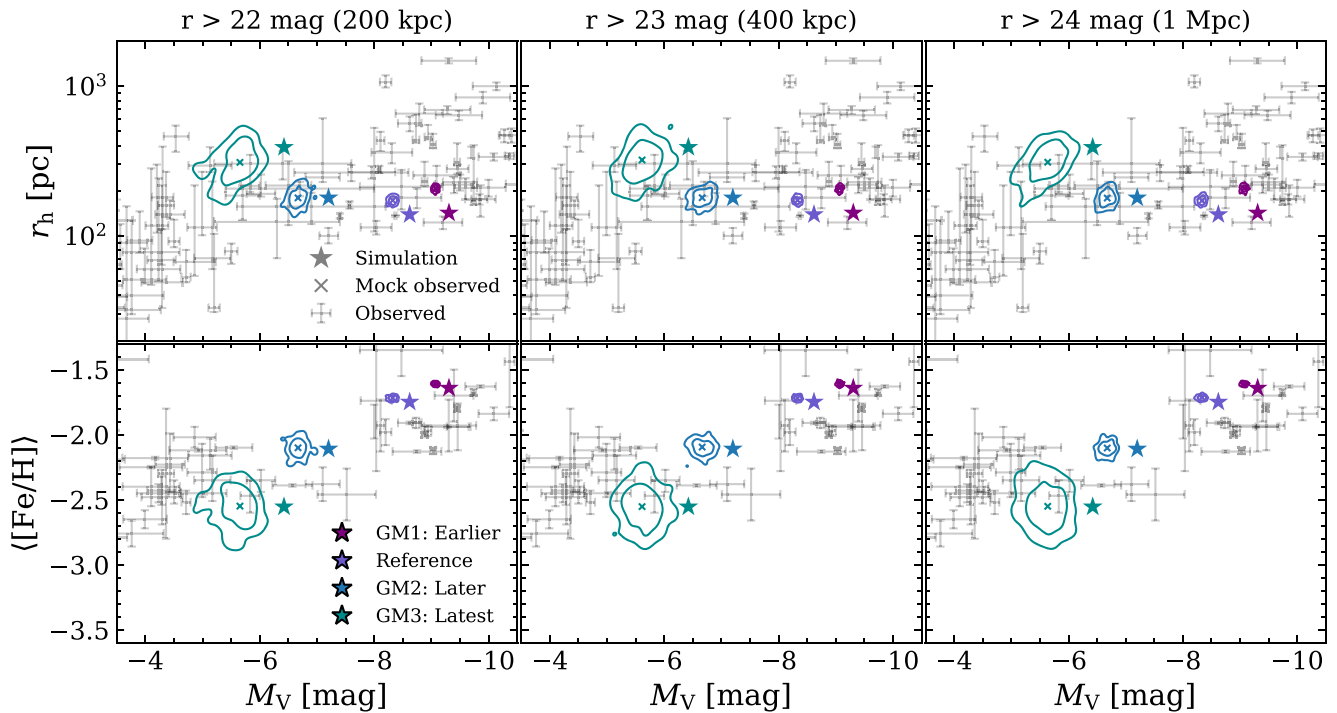 r > 22 mag (200 kpc)
r > 23 mag (400 kpc)
r > 24 mag (1 Mpc)
10³
10²
r_h [pc]
Simulation
Mock observed
Observed
−1.5
−2.0
−2.5
−3.0
−3.5
⟨[Fe/H]⟩
GM1: Earlier
Reference
GM2: Later
GM3: Latest
−4 −6 −8 −10
−4 −6 −8 −10
−4 −6 −8 −10
M_V [mag]
M_V [mag]
M_V [mag]